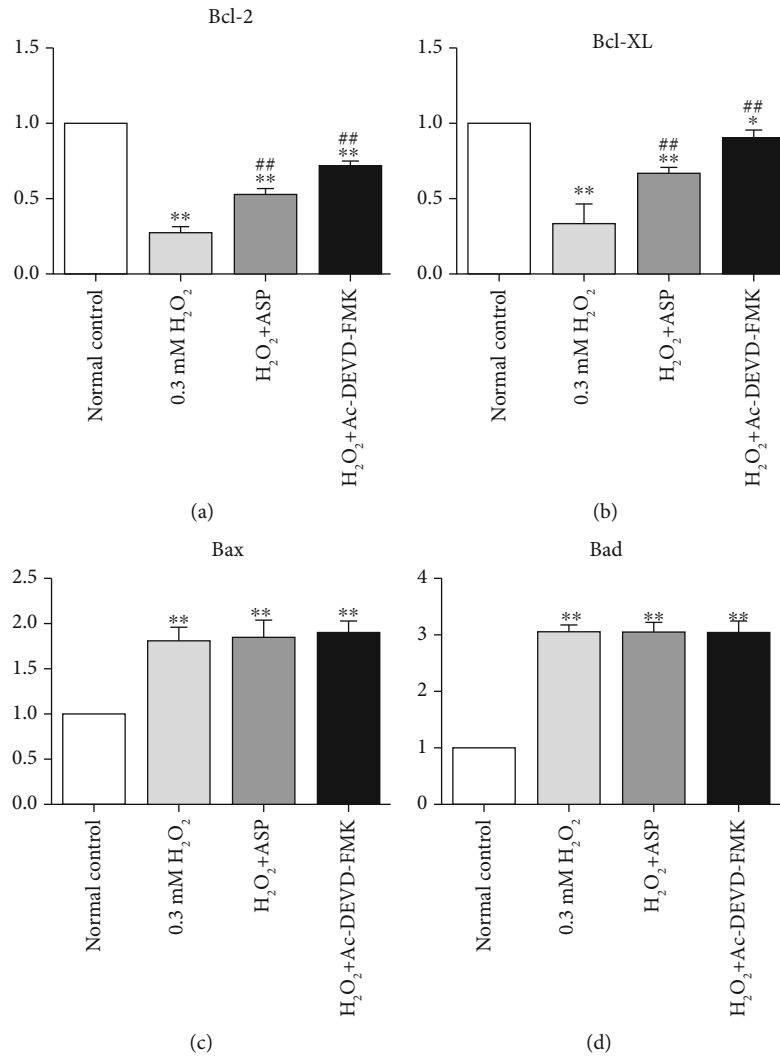 Bcl-2
1.5
1.0
0.5
0.0
##
##
**
**
**
Normal control
0.3 mM H₂O₂
H₂O₂+ASP
H₂O₂+Ac-DEVD-FMK
(a)
Bcl-XL
1.5
1.0
0.5
0.0
##
*
##
**
**
Normal control
0.3 mM H₂O₂
H₂O₂+ASP
H₂O₂+Ac-DEVD-FMK
(b)
Bax
2.5
2.0
1.5
1.0
0.5
0.0
** ** **
Normal control
0.3 mM H₂O₂
H₂O₂+ASP
H₂O₂+Ac-DEVD-FMK
(c)
Bad
4
3
2
1
0
** ** **
Normal control
0.3 mM H₂O₂
H₂O₂+ASP
H₂O₂+Ac-DEVD-FMK
(d)